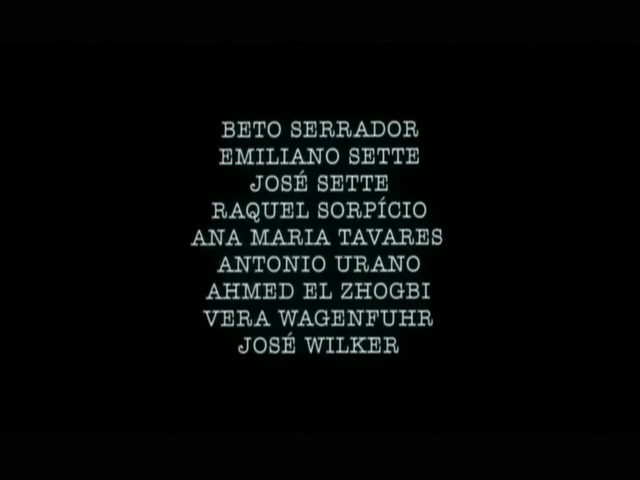 BETO SERRADOR
EMILIANO SETTE
JOSÉ SETTE
RAQUEL SORPÍCIO
ANA MARIA TAVARES
ANTONIO URANO
AHMED EL ZHOGBI
VERA WAGENFUHR
JOSÉ WILKER